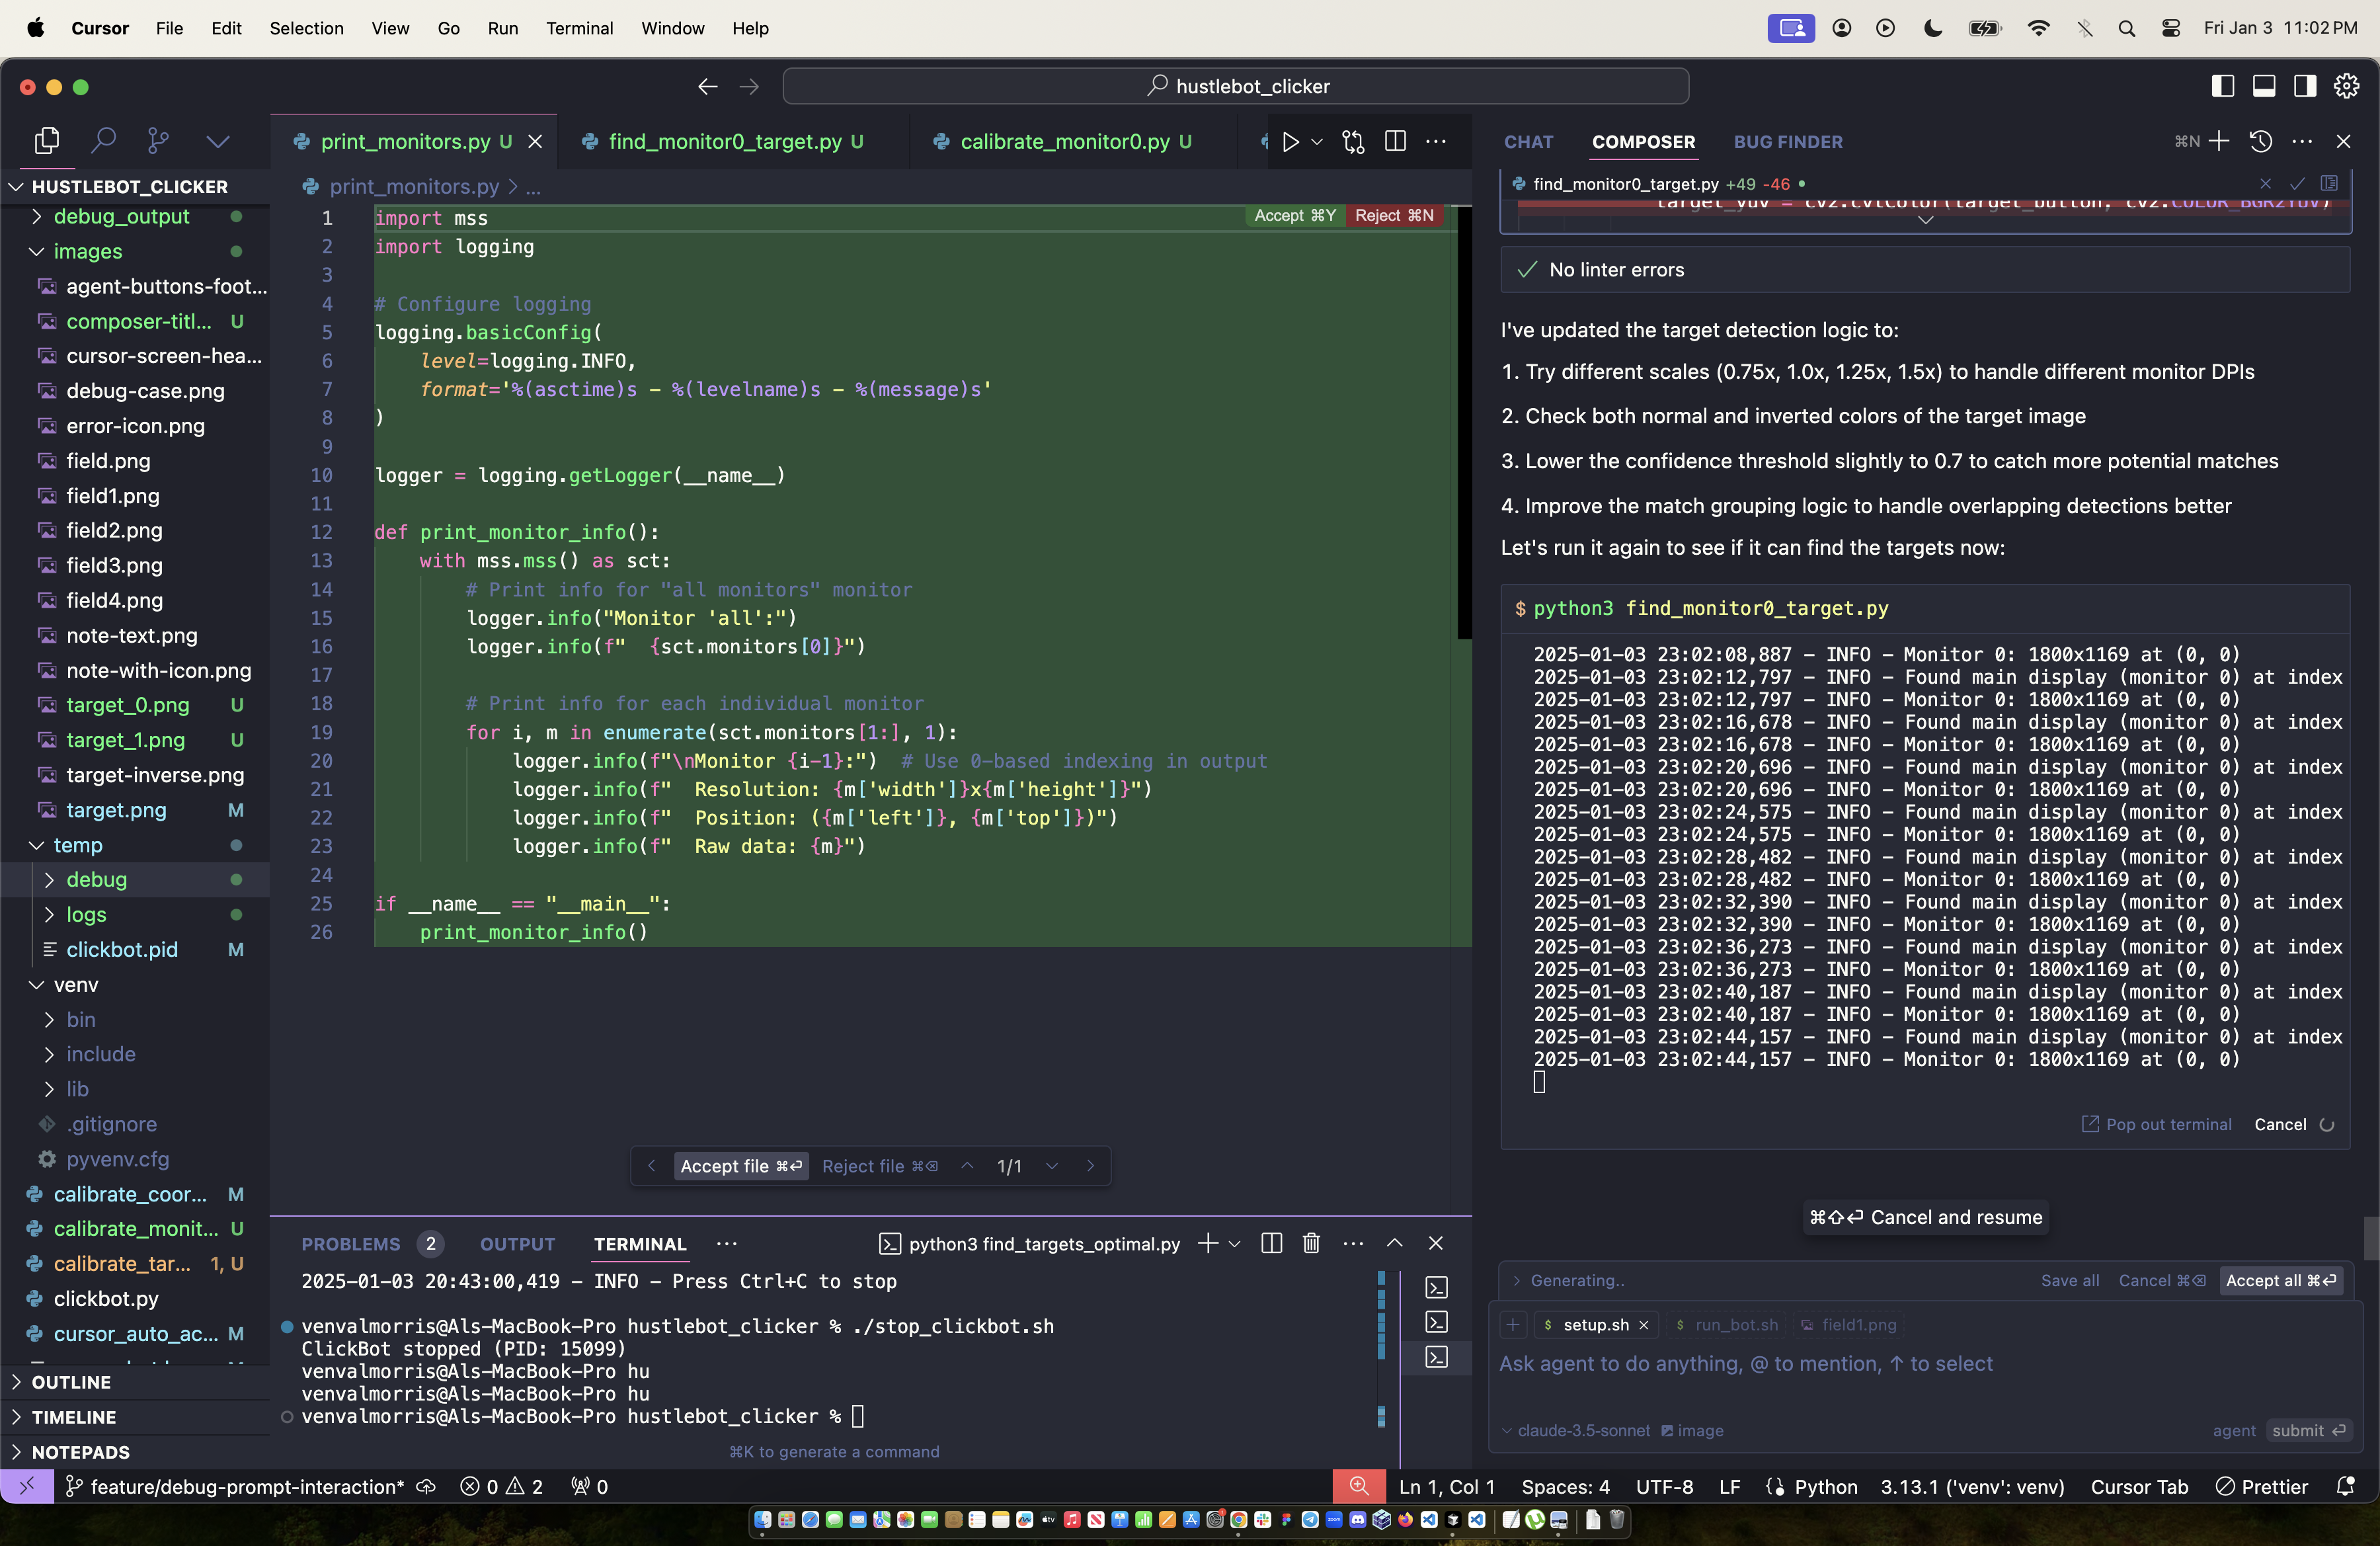 Cursor File Edit Selection View Go Run Terminal Window Help
Fri Jan 3 11:02 PM
hustlebot_clicker
print_monitors.py U
find_monitor0_target.py U
calibrate_monitor0.py U
HUSTLEBOT_CLICKER
debug_output
images
agent-buttons-foot...
composer-titl... U
cursor-screen-hea...
debug-case.png
error-icon.png
field.png
field1.png
field2.png
field3.png
field4.png
note-text.png
note-with-icon.png
target_0.png U
target_1.png U
target-inverse.png
target.png M
temp
debug
logs
clickbot.pid M
venv
bin
include
lib
.gitignore
pyvenv.cfg
calibrate_coor... M
calibrate_monit... U
calibrate_tar... 1, U
clickbot.py
cursor_auto_ac... M
OUTLINE
TIMELINE
NOTEPADS
print_monitors.py > ...
Accept ⌘Y Reject ⌘N
1 import mss
2 import logging
3
4 # Configure logging
5 logging.basicConfig(
6 level=logging.INFO,
7 format='%(asctime)s - %(levelname)s - %(message)s'
8 )
9
10 logger = logging.getLogger(__name__)
11
12 def print_monitor_info():
13 with mss.mss() as sct:
14 # Print info for "all monitors" monitor
15 logger.info("Monitor 'all':")
16 logger.info(f"  {sct.monitors[0]}")
17
18 # Print info for each individual monitor
19 for i, m in enumerate(sct.monitors[1:], 1):
20 logger.info(f"\nMonitor {i-1}:")  # Use 0-based indexing in output
21 logger.info(f"  Resolution: {m['width']}x{m['height']}")
22 logger.info(f"  Position: ({m['left']}, {m['top']})")
23 logger.info(f"  Raw data: {m}")
24
25 if __name__ == "__main__":
26 print_monitor_info()
Accept file ⌘⏎ Reject file ⌘⌫ 1/1
PROBLEMS 2 OUTPUT TERMINAL ...
python3 find_targets_optimal.py
2025-01-03 20:43:00,419 - INFO - Press Ctrl+C to stop
venvalmorris@Als-MacBook-Pro hustlebot_clicker % ./stop_clickbot.sh
ClickBot stopped (PID: 15099)
venvalmorris@Als-MacBook-Pro hu
venvalmorris@Als-MacBook-Pro hu
venvalmorris@Als-MacBook-Pro hustlebot_clicker %
⌘K to generate a command
CHAT COMPOSER BUG FINDER
⌘N
find_monitor0_target.py +49 -46
target_yuv = cv2.cvtColor(target_button, cv2.COLOR_BGR2YUV)
No linter errors
I've updated the target detection logic to:
1. Try different scales (0.75x, 1.0x, 1.25x, 1.5x) to handle different monitor DPIs
2. Check both normal and inverted colors of the target image
3. Lower the confidence threshold slightly to 0.7 to catch more potential matches
4. Improve the match grouping logic to handle overlapping detections better
Let's run it again to see if it can find the targets now:
$ python3 find_monitor0_target.py
2025-01-03 23:02:08,887 - INFO - Monitor 0: 1800x1169 at (0, 0)
2025-01-03 23:02:12,797 - INFO - Found main display (monitor 0) at index
2025-01-03 23:02:12,797 - INFO - Monitor 0: 1800x1169 at (0, 0)
2025-01-03 23:02:16,678 - INFO - Found main display (monitor 0) at index
2025-01-03 23:02:16,678 - INFO - Monitor 0: 1800x1169 at (0, 0)
2025-01-03 23:02:20,696 - INFO - Found main display (monitor 0) at index
2025-01-03 23:02:20,696 - INFO - Monitor 0: 1800x1169 at (0, 0)
2025-01-03 23:02:24,575 - INFO - Found main display (monitor 0) at index
2025-01-03 23:02:24,575 - INFO - Monitor 0: 1800x1169 at (0, 0)
2025-01-03 23:02:28,482 - INFO - Found main display (monitor 0) at index
2025-01-03 23:02:28,482 - INFO - Monitor 0: 1800x1169 at (0, 0)
2025-01-03 23:02:32,390 - INFO - Found main display (monitor 0) at index
2025-01-03 23:02:32,390 - INFO - Monitor 0: 1800x1169 at (0, 0)
2025-01-03 23:02:36,273 - INFO - Found main display (monitor 0) at index
2025-01-03 23:02:36,273 - INFO - Monitor 0: 1800x1169 at (0, 0)
2025-01-03 23:02:40,187 - INFO - Found main display (monitor 0) at index
2025-01-03 23:02:40,187 - INFO - Monitor 0: 1800x1169 at (0, 0)
2025-01-03 23:02:44,157 - INFO - Found main display (monitor 0) at index
2025-01-03 23:02:44,157 - INFO - Monitor 0: 1800x1169 at (0, 0)
Pop out terminal Cancel
⌘⇧⏎ Cancel and resume
Generating.. Save all Cancel ⌘⌫ Accept all ⌘⏎
$ setup.sh $ run_bot.sh field1.png
Ask agent to do anything, @ to mention, ↑ to select
claude-3.5-sonnet image agent submit ⏎
feature/debug-prompt-interaction* 0 2 0
Ln 1, Col 1 Spaces: 4 UTF-8 LF Python 3.13.1 ('venv': venv) Cursor Tab Prettier